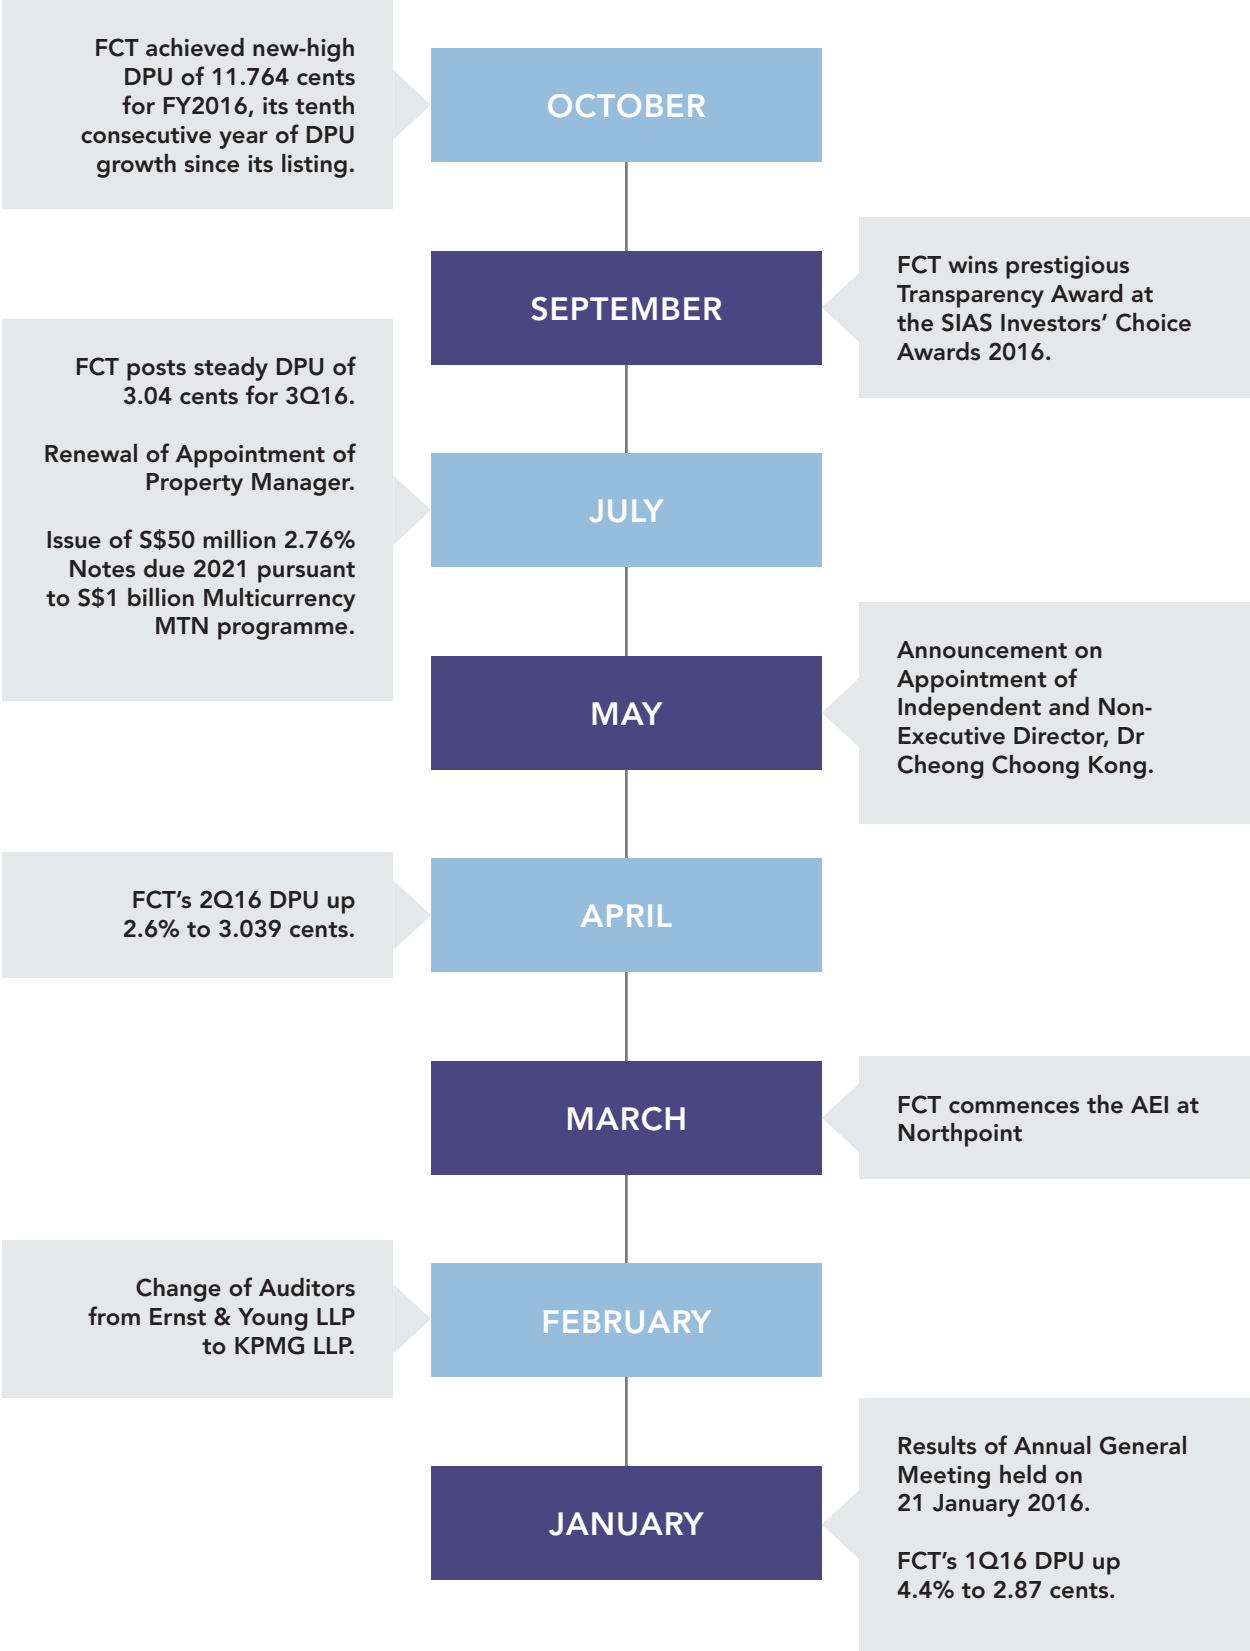 FCT achieved new-high
DPU of 11.764 cents
for FY2016, its tenth
consecutive year of DPU
growth since its listing.
OCTOBER
SEPTEMBER
FCT wins prestigious
Transparency Award at
the SIAS Investors’ Choice
Awards 2016.
FCT posts steady DPU of
3.04 cents for 3Q16.
Renewal of Appointment of
Property Manager.
Issue of S$50 million 2.76%
Notes due 2021 pursuant
to S$1 billion Multicurrency
MTN programme.
JULY
MAY
Announcement on
Appointment of
Independent and Non-
Executive Director, Dr
Cheong Choong Kong.
FCT’s 2Q16 DPU up
2.6% to 3.039 cents.
APRIL
MARCH
FCT commences the AEI at
Northpoint
Change of Auditors
from Ernst & Young LLP
to KPMG LLP.
FEBRUARY
JANUARY
Results of Annual General
Meeting held on
21 January 2016.
FCT’s 1Q16 DPU up
4.4% to 2.87 cents.